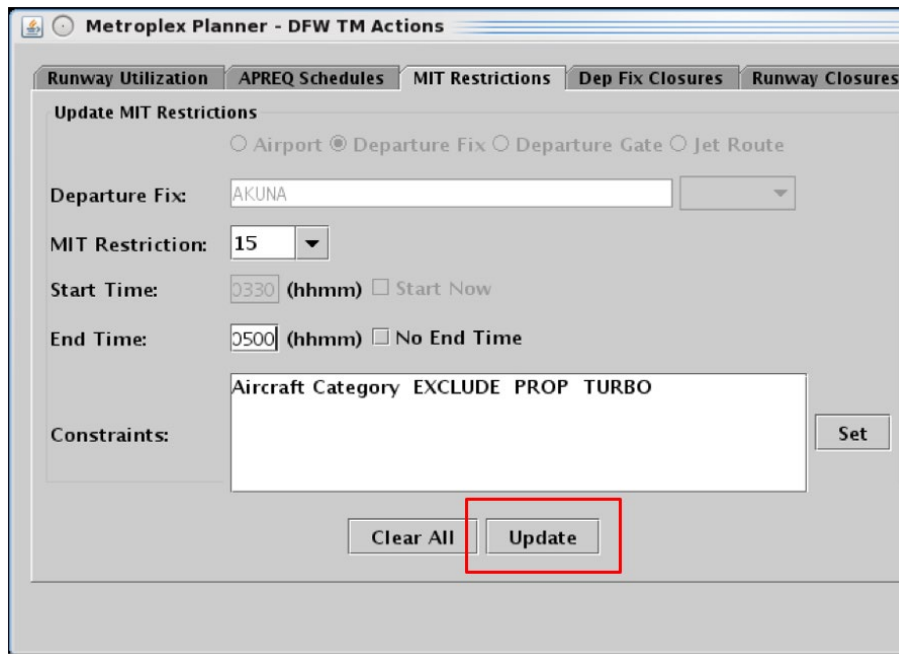 Metroplex Planner - DFW TM Actions
Runway Utilization APREQ Schedules MIT Restrictions Dep Fix Closures Runway Closures
Update MIT Restrictions
Airport Departure Fix Departure Gate Jet Route
Departure Fix: AKUNA
MIT Restriction: 15
Start Time: 0330 (hhmm) Start Now
End Time: 0500 (hhmm) No End Time
Aircraft Category EXCLUDE PROP TURBO
Constraints: Set
Clear All Update